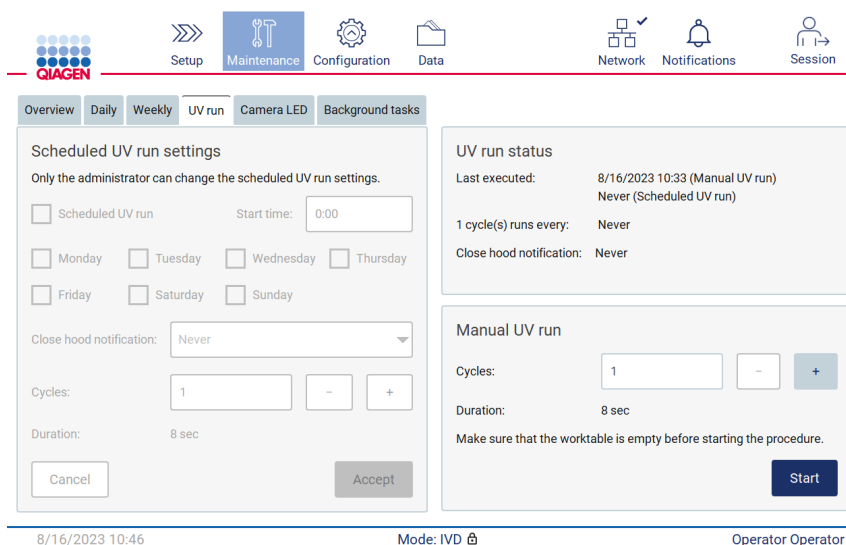 QIAGEN
Setup
Maintenance
Configuration
Data
Network
Notifications
Session
Overview
Daily
Weekly
UV run
Camera LED
Background tasks
Scheduled UV run settings
Only the administrator can change the scheduled UV run settings.
Scheduled UV run
Start time:
0:00
Monday
Tuesday
Wednesday
Thursday
Friday
Saturday
Sunday
Close hood notification:
Never
Cycles:
1
-
+
Duration:
8 sec
Cancel
Accept
UV run status
Last executed:
8/16/2023 10:33 (Manual UV run)
Never (Scheduled UV run)
1 cycle(s) runs every:
Never
Close hood notification:
Never
Manual UV run
Cycles:
1
-
+
Duration:
8 sec
Make sure that the worktable is empty before starting the procedure.
Start
8/16/2023 10:46
Mode: IVD
Operator Operator